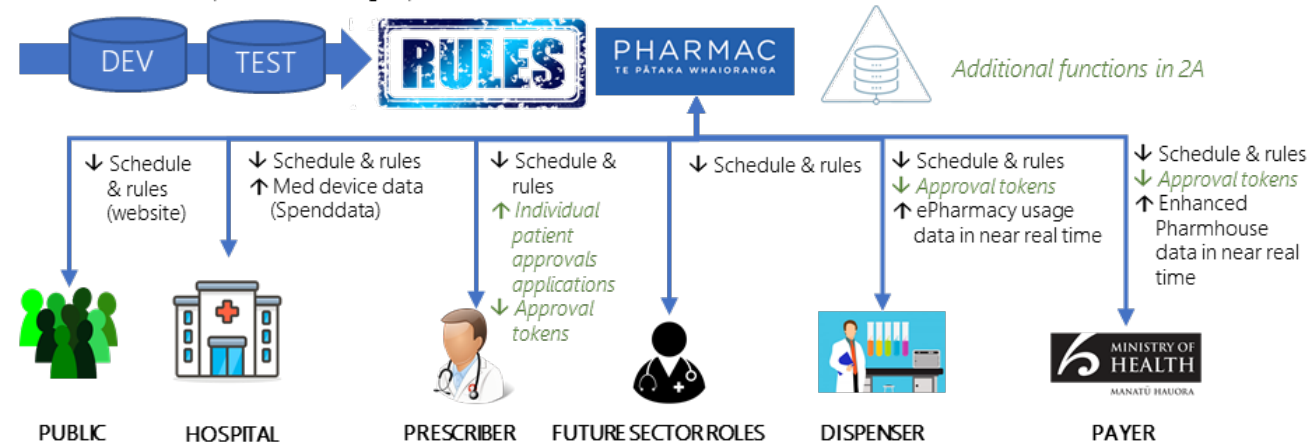 DEV
TEST
RULES
PHARMAC
TE PĀTAKA WHAIORANGA
Additional functions in 2A
↓ Schedule
& rules
(website)
↓ Schedule & rules
↑ Med device data
(Spenddata)
↓ Schedule &
rules
↑ Individual
patient
approvals
applications
↓ Approval
tokens
↓ Schedule & rules
↓ Schedule & rules
↓ Approval tokens
↑ ePharmacy usage
data in near real time
↓ Schedule & rules
↓ Approval tokens
↑ Enhanced
Pharmhouse
data in near real
time
MINISTRY OF
HEALTH
MANATŪ HAUORA
PUBLIC
HOSPITAL
PRESCRIBER
FUTURE SECTOR ROLES
DISPENSER
PAYER